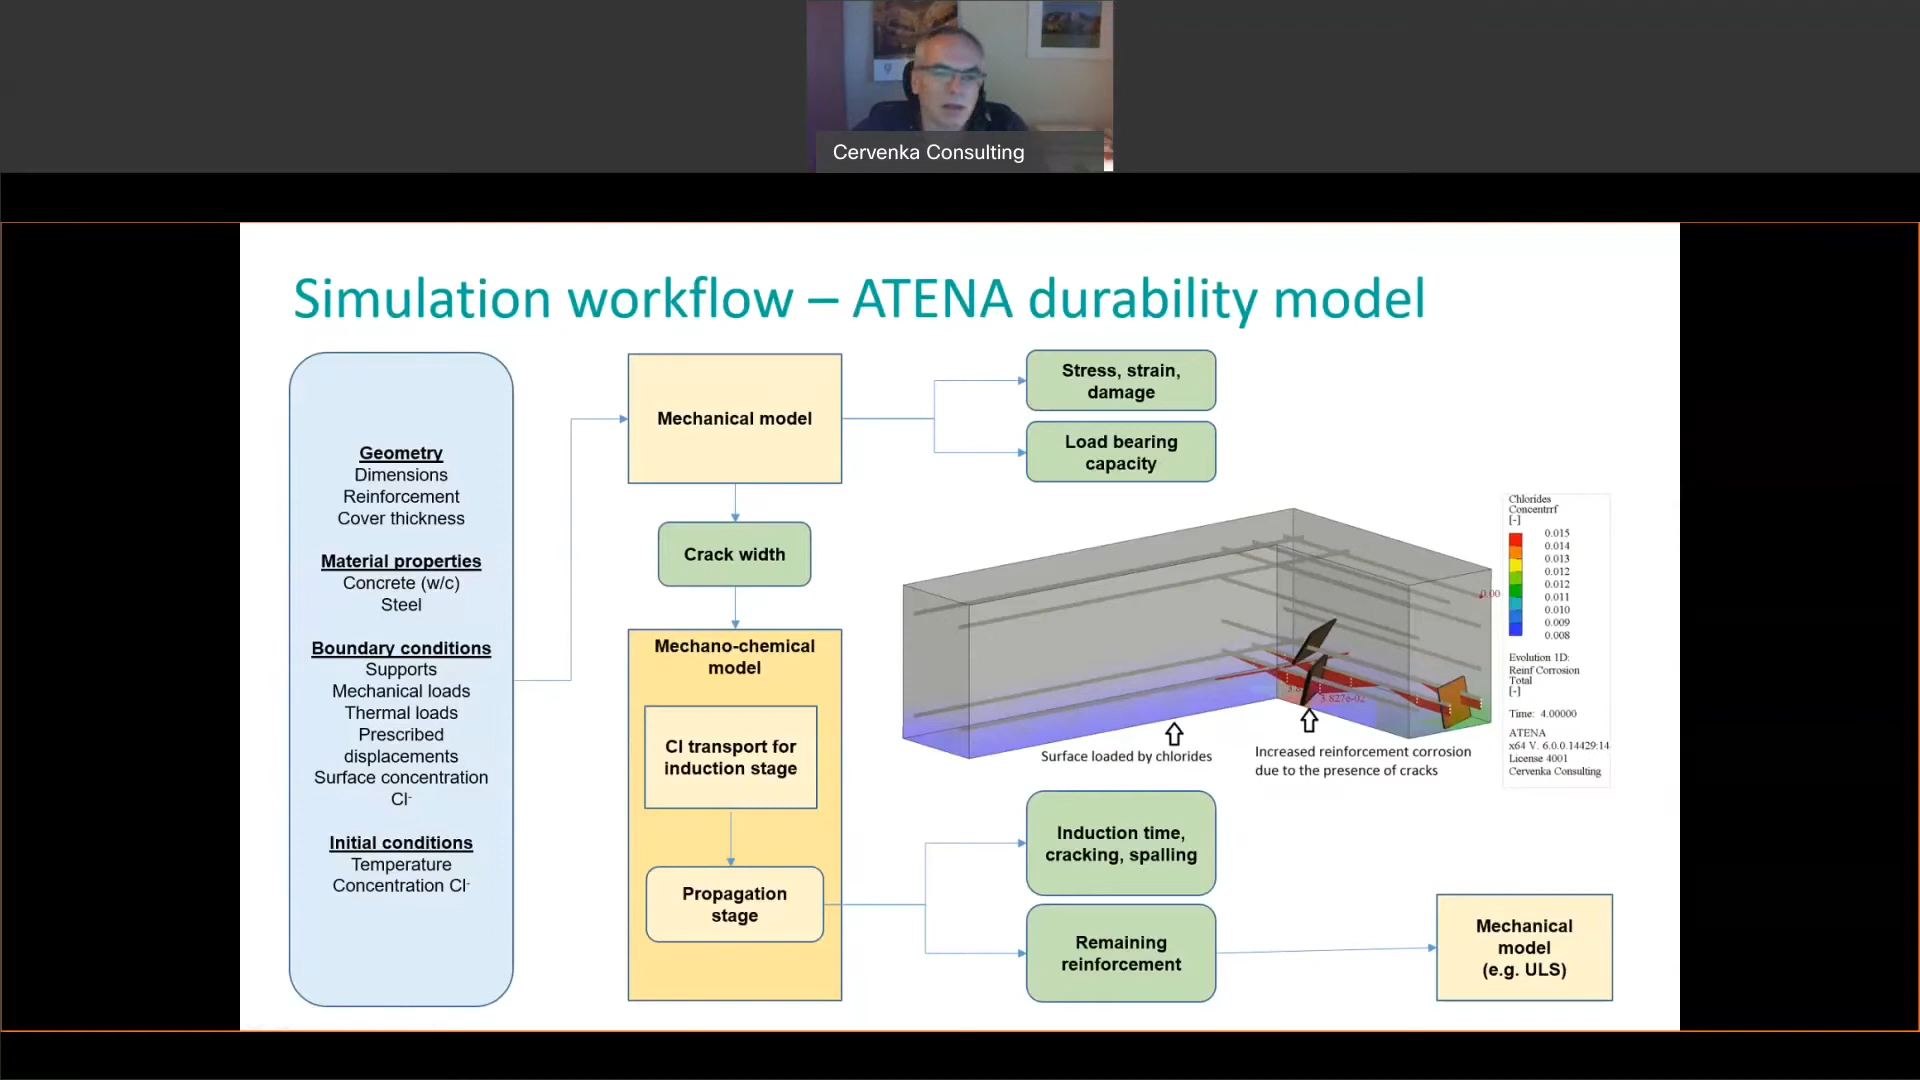 Cervenka Consulting
Simulation workflow – ATENA durability model
Geometry
Dimensions
Reinforcement
Cover thickness
Material properties
Concrete (w/c)
Steel
Boundary conditions
Supports
Mechanical loads
Thermal loads
Prescribed
displacements
Surface concentration
Cl-
Initial conditions
Temperature
Concentration Cl-
Mechanical model
Stress, strain,
damage
Load bearing
capacity
Crack width
Mechano-chemical
model
Cl transport for
induction stage
Propagation
stage
Surface loaded by chlorides
Increased reinforcement corrosion
due to the presence of cracks
Chlorides
Concentrrf
[-]
0.015
0.014
0.013
0.012
0.012
0.011
0.010
0.009
0.008
Evolution 1D:
Reinf Corrosion
Total
[-]
Time: 4.00000
ATENA
x64 V. 6.0.0.14429:14
License 4001
Cervenka Consulting
Induction time,
cracking, spalling
Remaining
reinforcement
Mechanical
model
(e.g. ULS)